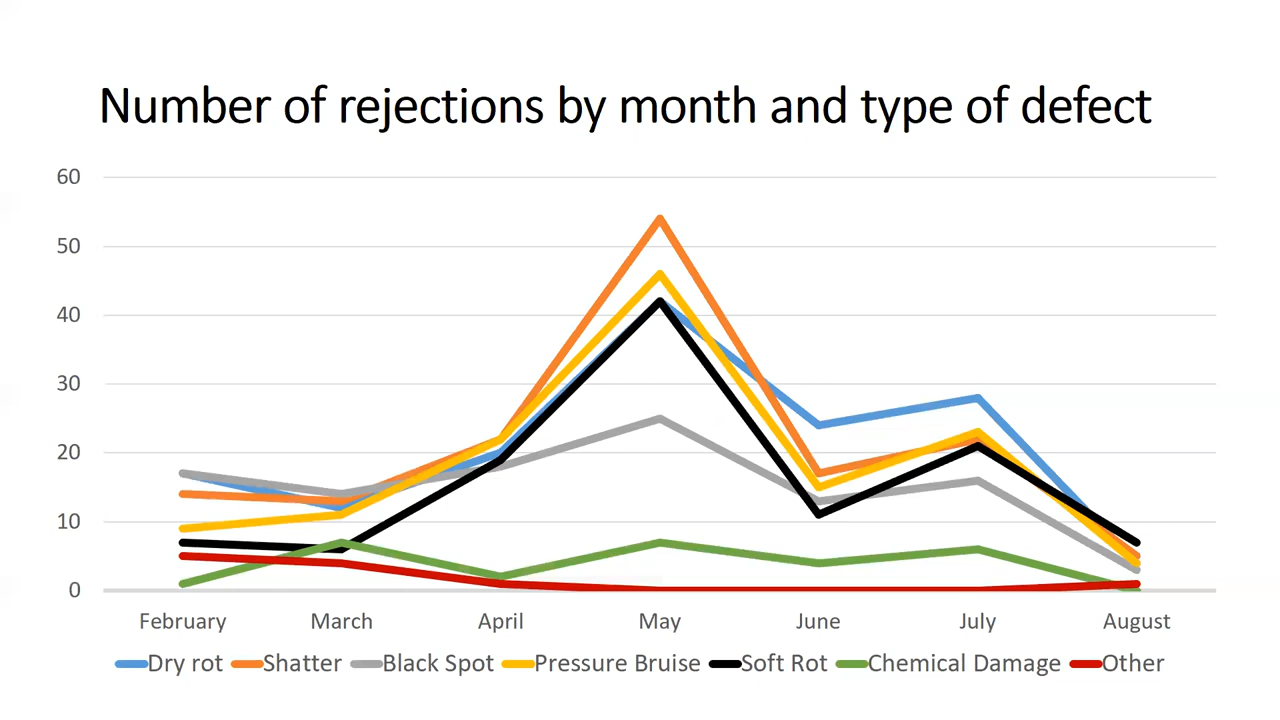 Number of rejections by month and type of defect
60
50
40
30
20
10
0
February March April May June July August
Dry rot Shatter Black Spot Pressure Bruise Soft Rot Chemical Damage Other